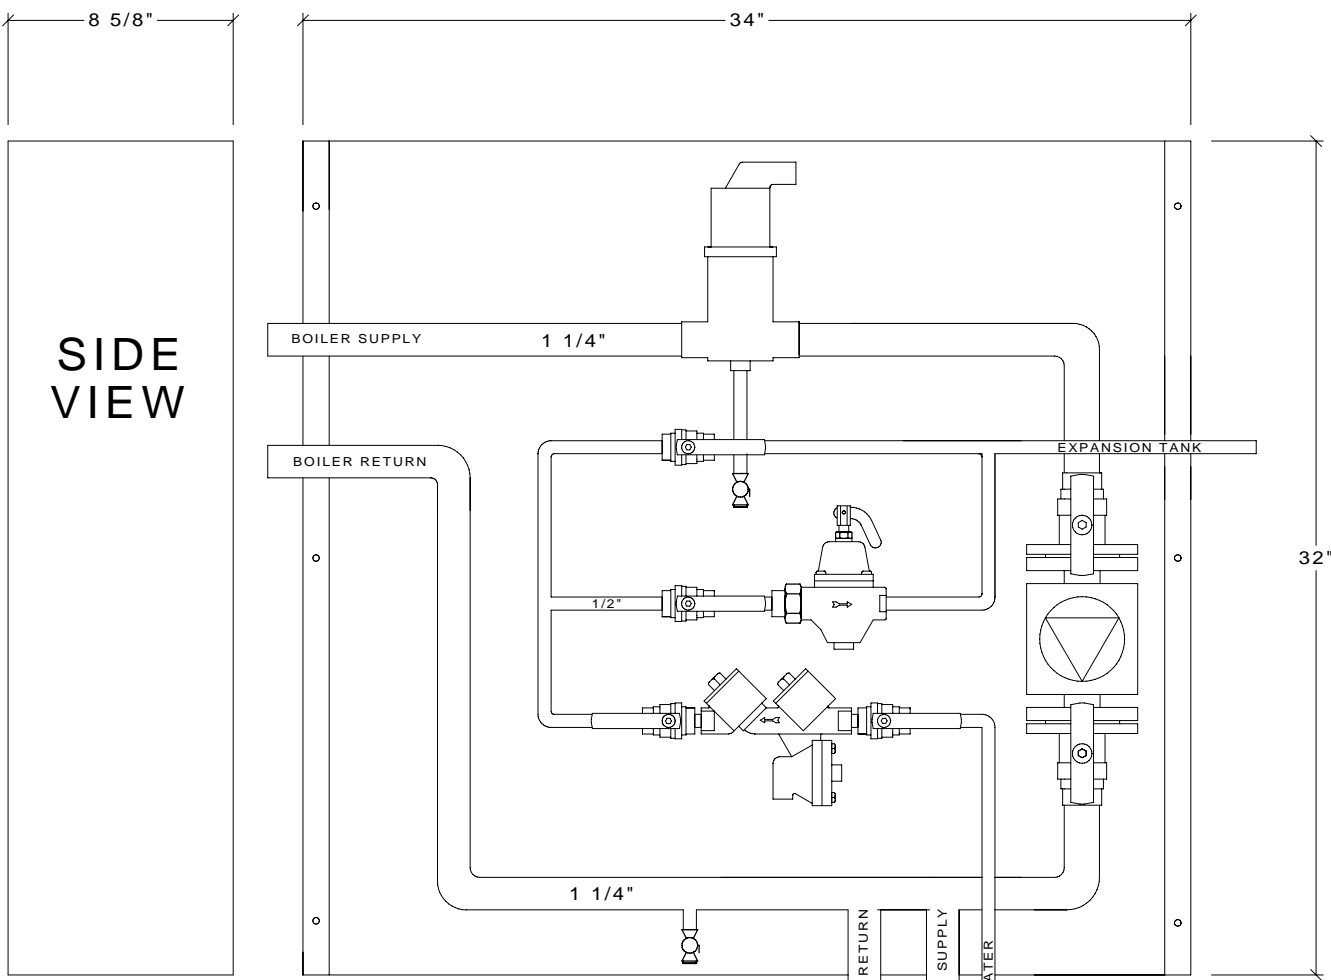 8 5/8"
34"
SIDE
VIEW
BOILER SUPPLY
1 1/4"
BOILER RETURN
EXPANSION TANK
32"
1/2"
1 1/4"
RETURN
SUPPLY